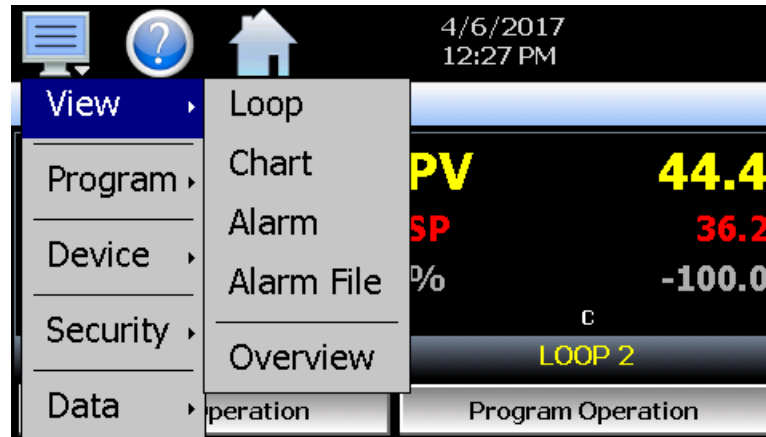 ?
4/6/2017
12:27 PM
View
Program
Device
Security
Data
Loop
Chart
Alarm
Alarm File
Overview
PV 44.4
SP 36.2
% -100.0
C
LOOP 2
peration
Program Operation